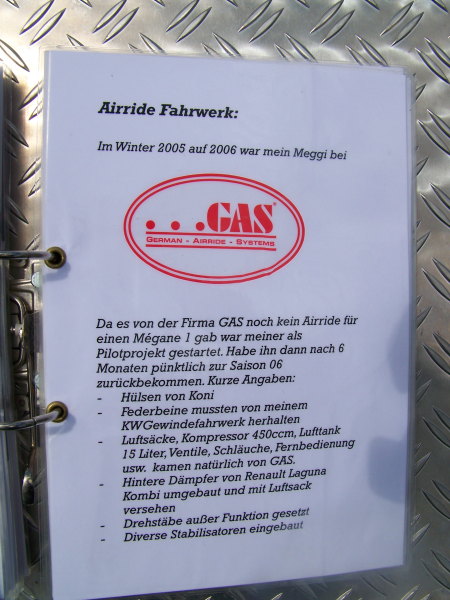 Airride Fahrwerk:
Im Winter 2005 auf 2006 war mein Meggi bei
...GAS®
GERMAN - AIRRIDE - SYSTEMS
Da es von der Firma GAS noch kein Airride für
einen Mégane 1 gab war meiner als
Pilotprojekt gestartet. Habe ihn dann nach 6
Monaten pünktlich zur Saison 06
zurückbekommen. Kurze Angaben:
- Hülsen von Koni
- Federbeine mussten von meinem
KWGewindefahrwerk herhalten
- Luftsäcke, Kompressor 450ccm, Lufttank
15 Liter, Ventile, Schläuche, Fernbedienung
usw. kamen natürlich von GAS.
- Hintere Dämpfer von Renault Laguna
Kombi umgebaut und mit Luftsack
versehen
- Drehstäbe außer Funktion gesetzt
- Diverse Stabilisatoren eingebaut